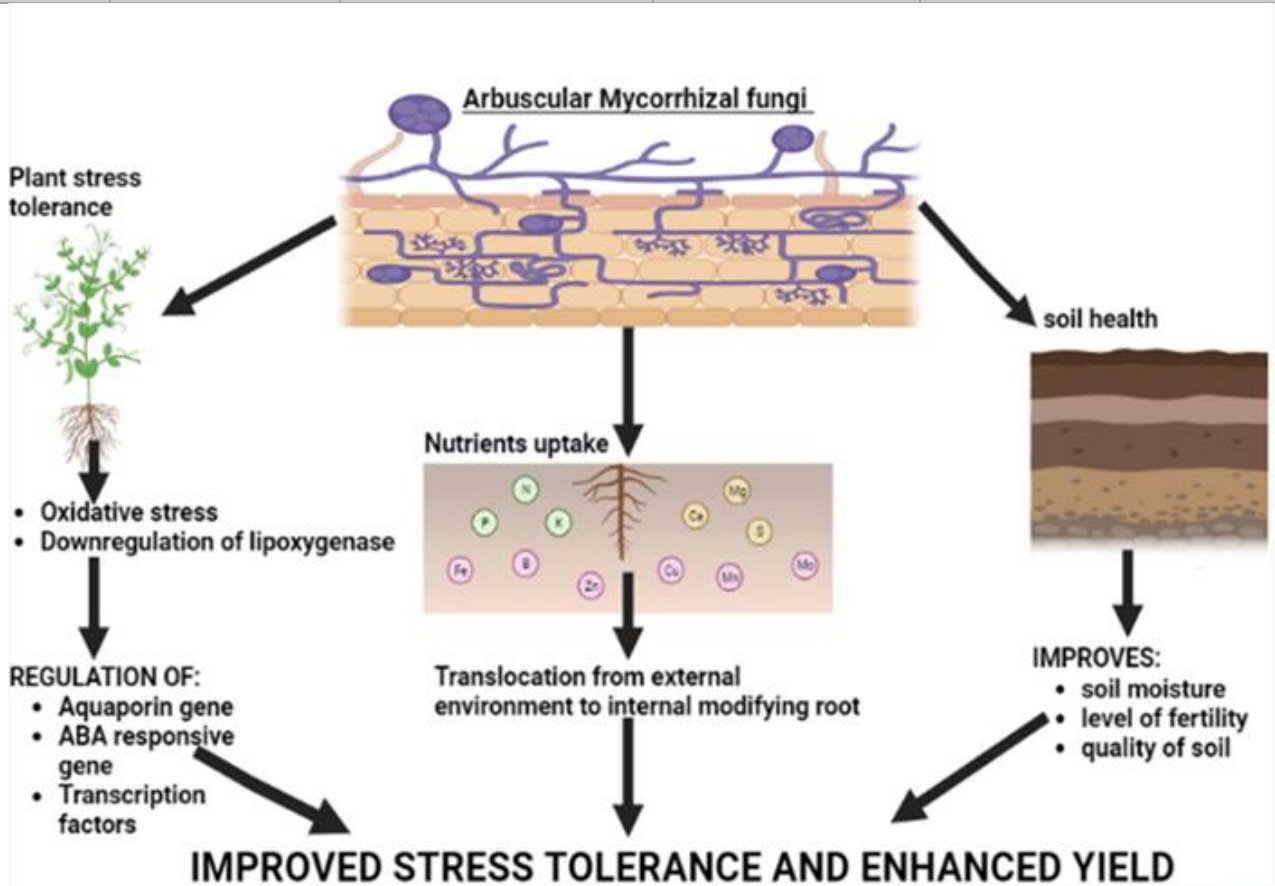 Arbuscular Mycorrhizal fungi
Plant stress
tolerance
• Oxidative stress
• Downregulation of lipoxygenase
REGULATION OF:
• Aquaporin gene
• ABA responsive
gene
• Transcription
factors
Nutrients uptake
N
P
K
Mg
Ca
S
Fe
B
Zn
Cu
Mn
Mo
Translocation from external
environment to internal modifying root
soil health
IMPROVES:
• soil moisture
• level of fertility
• quality of soil
IMPROVED STRESS TOLERANCE AND ENHANCED YIELD